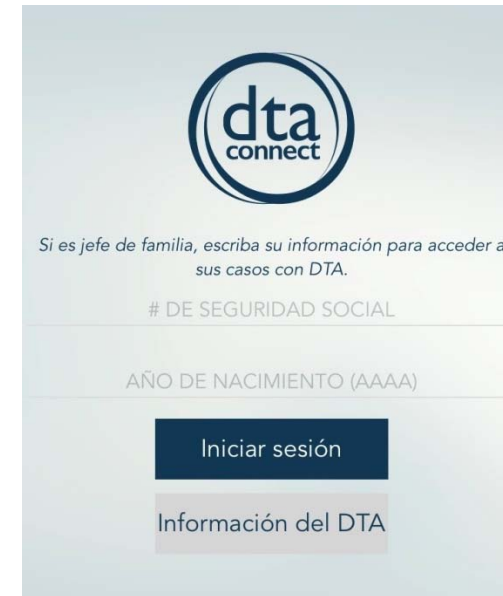 dta
connect
Si es jefe de familia, escriba su información para acceder a
sus casos con DTA.
# DE SEGURIDAD SOCIAL
AÑO DE NACIMIENTO (AAAA)
Iniciar sesión
Información del DTA